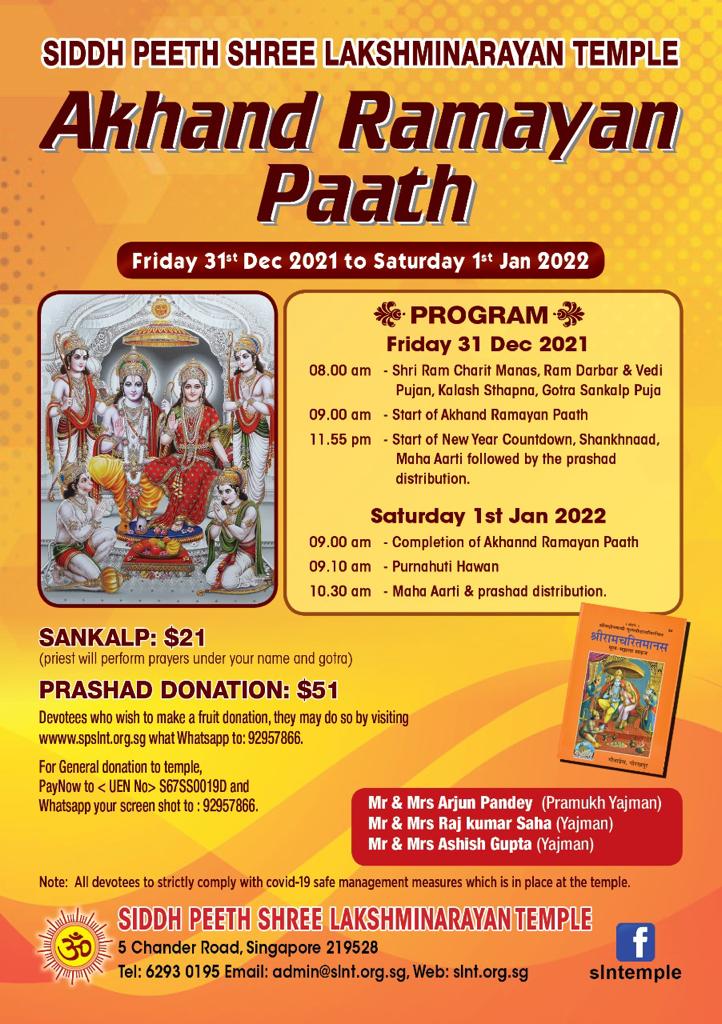 SIDDH PEETH SHREE LAKSHMINARAYAN TEMPLE
Akhand Ramayan
Paath
Friday 31st Dec 2021 to Saturday 1st Jan 2022
PROGRAM
Friday 31 Dec 2021
08.00 am - Shri Ram Charit Manas, Ram Darbar & Vedi
Pujan, Kalash Sthapna, Gotra Sankalp Puja
09.00 am - Start of Akhand Ramayan Paath
11.55 pm - Start of New Year Countdown, Shankhnaad,
Maha Aarti followed by the prashad
distribution.
Saturday 1st Jan 2022
09.00 am - Completion of Akhannd Ramayan Paath
09.10 am - Purnahuti Hawan
10.30 am - Maha Aarti & prashad distribution.
SANKALP: $21
(priest will perform prayers under your name and gotra)
PRASHAD DONATION: $51
Devotees who wish to make a fruit donation, they may do so by visiting
wwww.spslnt.org.sg what Whatsapp to: 92957866.
For General donation to temple,
PayNow to < UEN No> S67SS0019D and
Whatsapp your screen shot to : 92957866.
श्रीरामचरितमानस
गीताप्रेस, गोरखपुर
Mr & Mrs Arjun Pandey (Pramukh Yajman)
Mr & Mrs Raj kumar Saha (Yajman)
Mr & Mrs Ashish Gupta (Yajman)
Note: All devotees to strictly comply with covid-19 safe management measures which is in place at the temple.
ॐ
SIDDH PEETH SHREE LAKSHMINARAYAN TEMPLE
5 Chander Road, Singapore 219528
Tel: 6293 0195 Email: admin@slnt.org.sg, Web: slnt.org.sg
f
slntemple